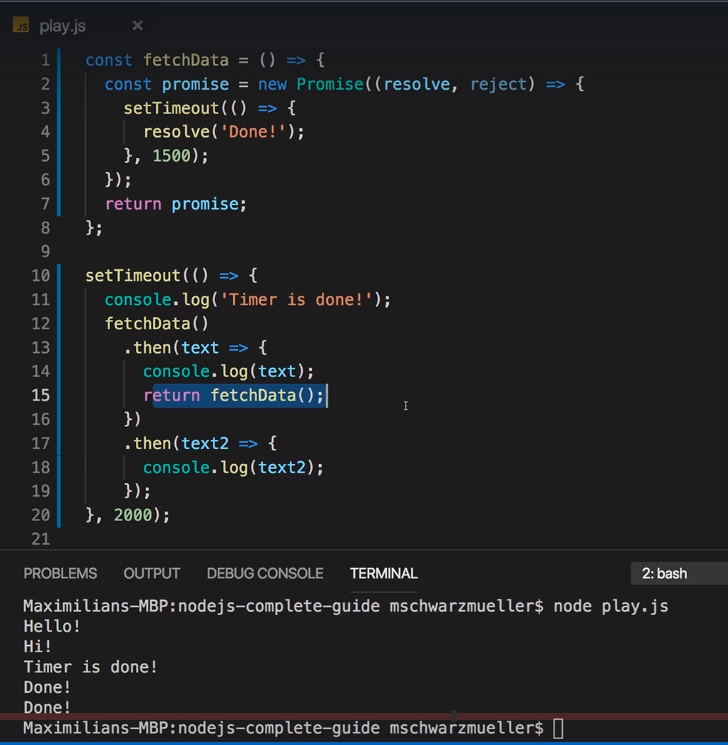 JS play.js ×
1 const fetchData = () => {
2 const promise = new Promise((resolve, reject) => {
3 setTimeout(() => {
4 resolve('Done!');
5 }, 1500);
6 });
7 return promise;
8 };
9
10 setTimeout(() => {
11 console.log('Timer is done!');
12 fetchData()
13 .then(text => {
14 console.log(text);
15 return fetchData();
16 })
17 .then(text2 => {
18 console.log(text2);
19 });
20 }, 2000);
21
PROBLEMS OUTPUT DEBUG CONSOLE TERMINAL 2: bash
Maximilians-MBP:nodejs-complete-guide mschwarzmueller$ node play.js
Hello!
Hi!
Timer is done!
Done!
Done!
Maximilians-MBP:nodejs-complete-guide mschwarzmueller$